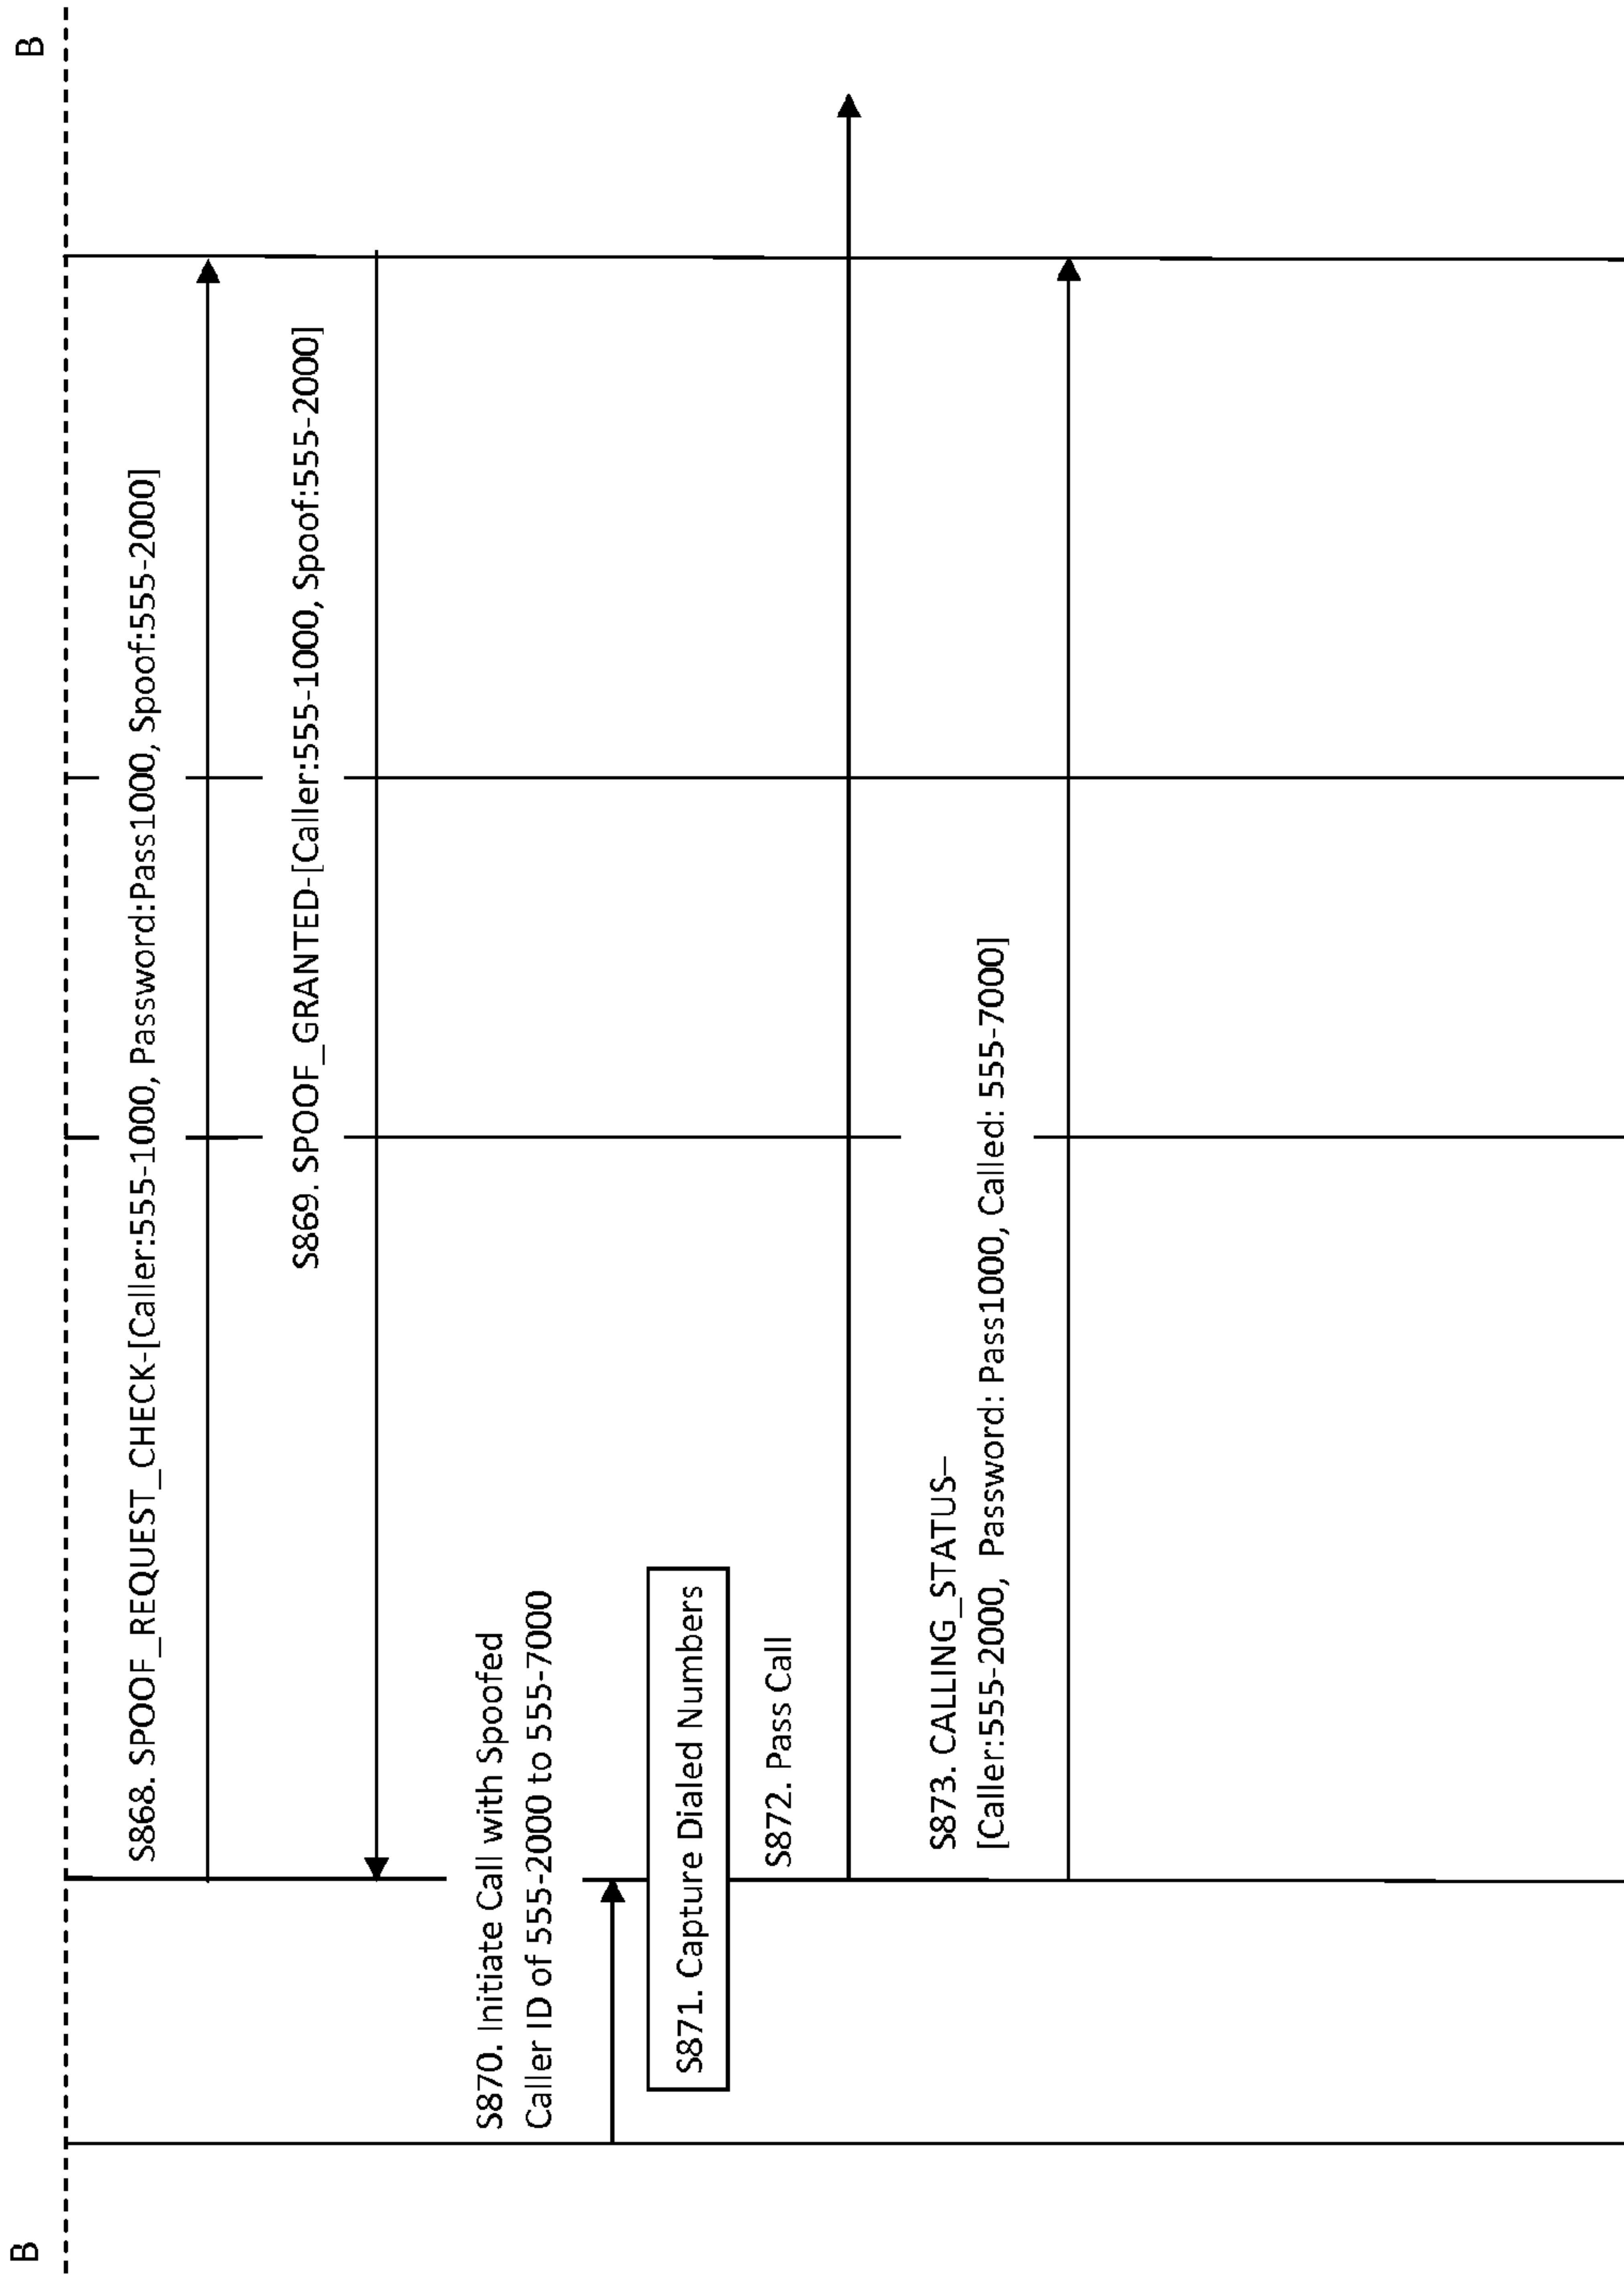 B
B
S868. SPOOF_REQUEST_CHECK-[Caller:555-1000, Password:Pass1000, Spoof:555-2000]
S869. SPOOF_GRANTED-[Caller:555-1000, Spoof:555-2000]
S870. Initiate Call with Spoofed
Caller ID of 555-2000 to 555-7000
S871. Capture Dialed Numbers
S872. Pass Call
S873. CALLING_STATUS–
[Caller:555-2000, Password: Pass1000, Called: 555-7000]